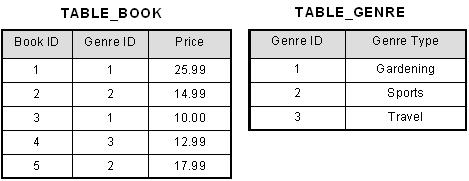 TABLE_BOOK
Book ID Genre ID Price
1 1 25.99
2 2 14.99
3 1 10.00
4 3 12.99
5 2 17.99
TABLE_GENRE
Genre ID Genre Type
1 Gardening
2 Sports
3 Travel